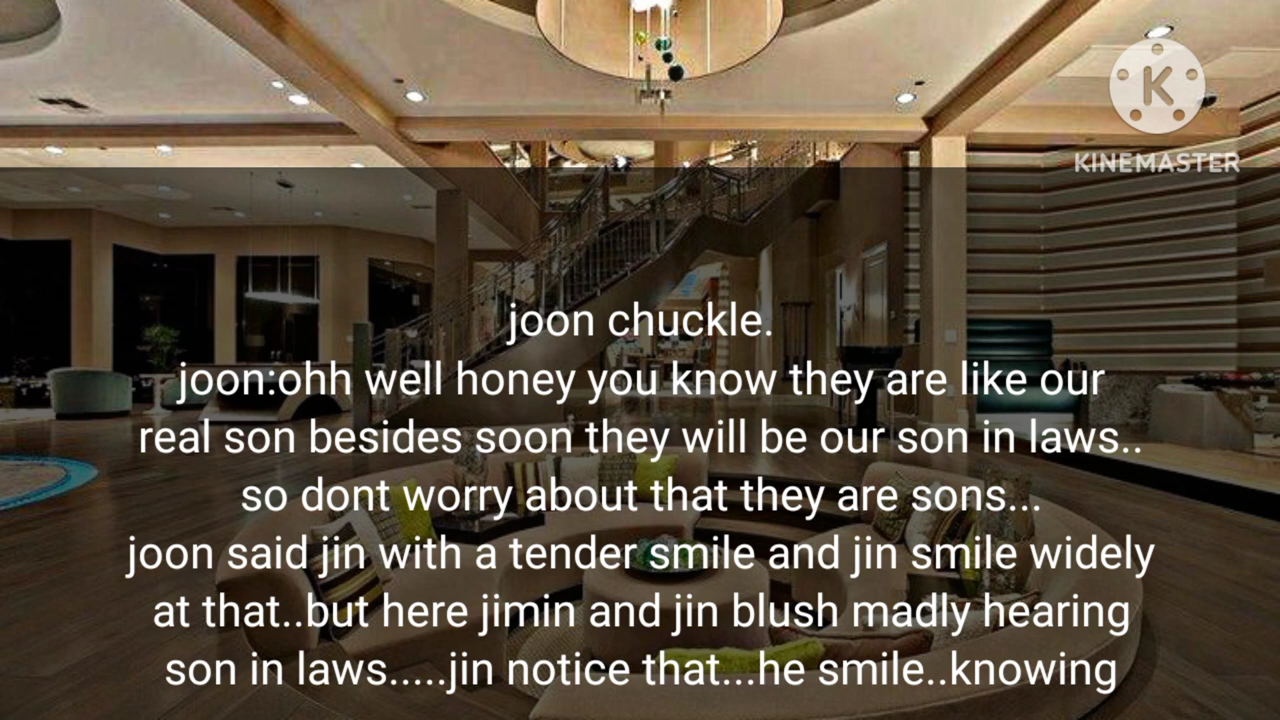 K
KINEMASTER
joon chuckle.
joon:ohh well honey you know they are like our
real son besides soon they will be our son in laws..
so dont worry about that they are sons...
joon said jin with a tender smile and jin smile widely
at that..but here jimin and jin blush madly hearing
son in laws.....jin notice that...he smile..knowing